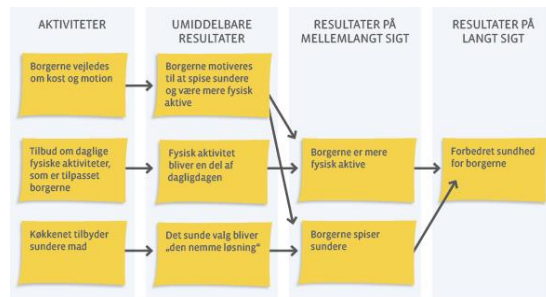 AKTIVITETER
UMIDDELBARE
RESULTATER
RESULTATER PÅ
MELLEMLANGT SIGT
RESULTATER PÅ
LANGT SIGT
Borgerne vejledes
om kost og motion
Borgerne motiveres
til at spise sundere
og være mere fysisk
aktive
Tilbud om daglige
fysiske aktiviteter,
som er tilpasset
borgerne
Fysisk aktivitet
bliver en del af
dagligdagen
Borgerne er mere
fysisk aktive
Forbedret sundhed
for borgerne
Køkkenet tilbyder
sundere mad
Det sunde valg bliver
„den nemme løsning“
Borgerne spiser
sundere